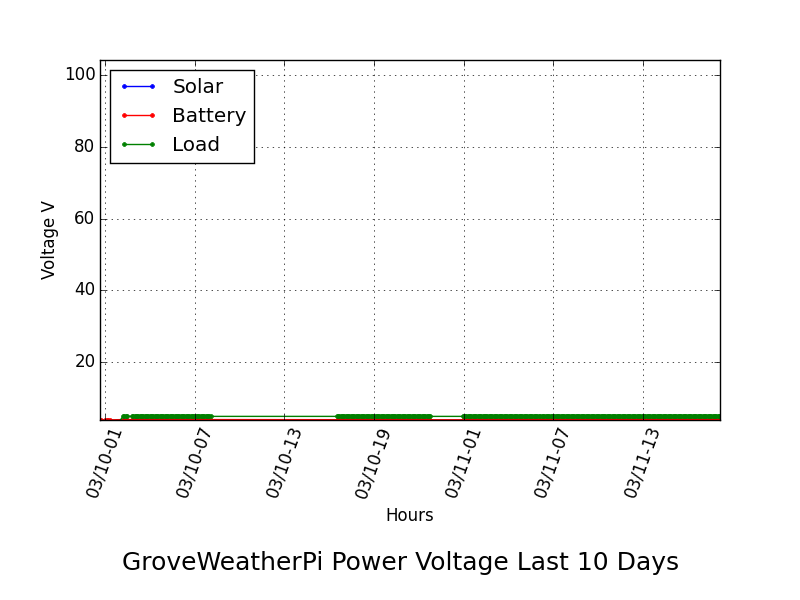 100
80
60
40
20
Voltage V
Solar
Battery
Load
03/10-01
03/10-07
03/10-13
03/10-19
03/11-01
03/11-07
03/11-13
Hours
GroveWeatherPi Power Voltage Last 10 Days